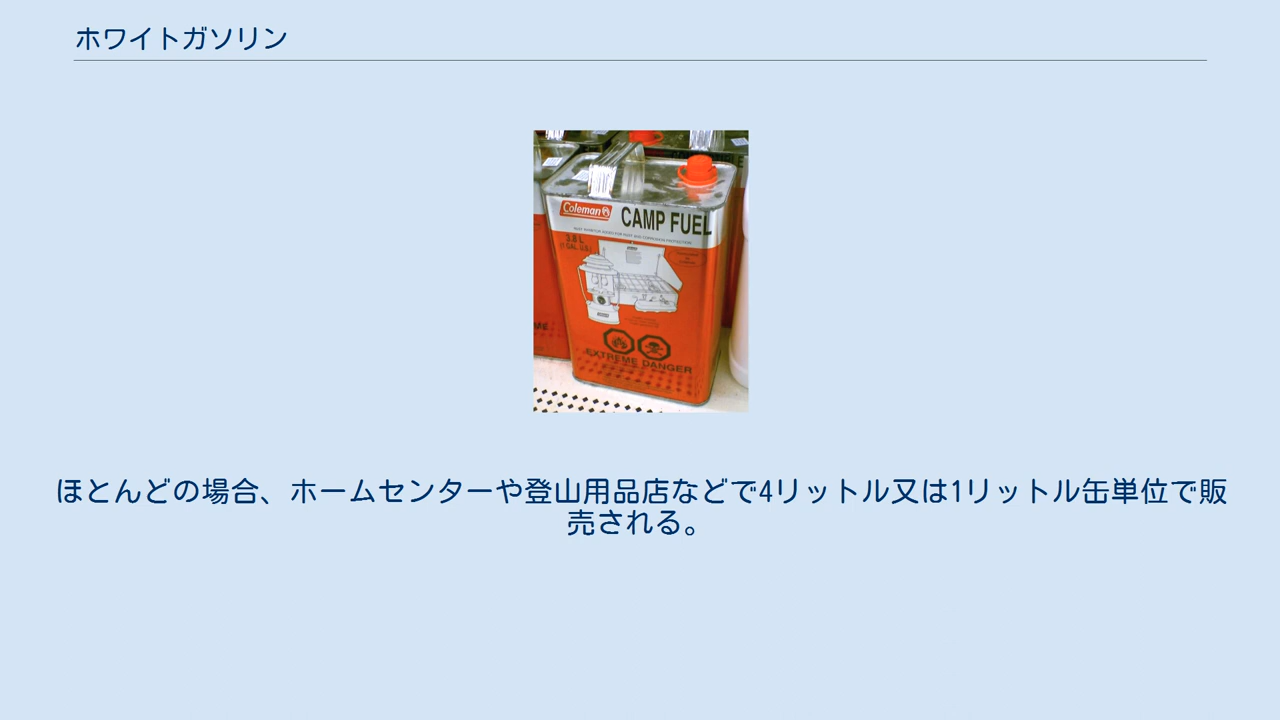 ホワイトガソリン
Coleman
CAMP FUEL
3.8 L
EXTREME DANGER
ほとんどの場合、ホームセンターや登山用品店などで4リットル又は1リットル缶単位で販
売される。